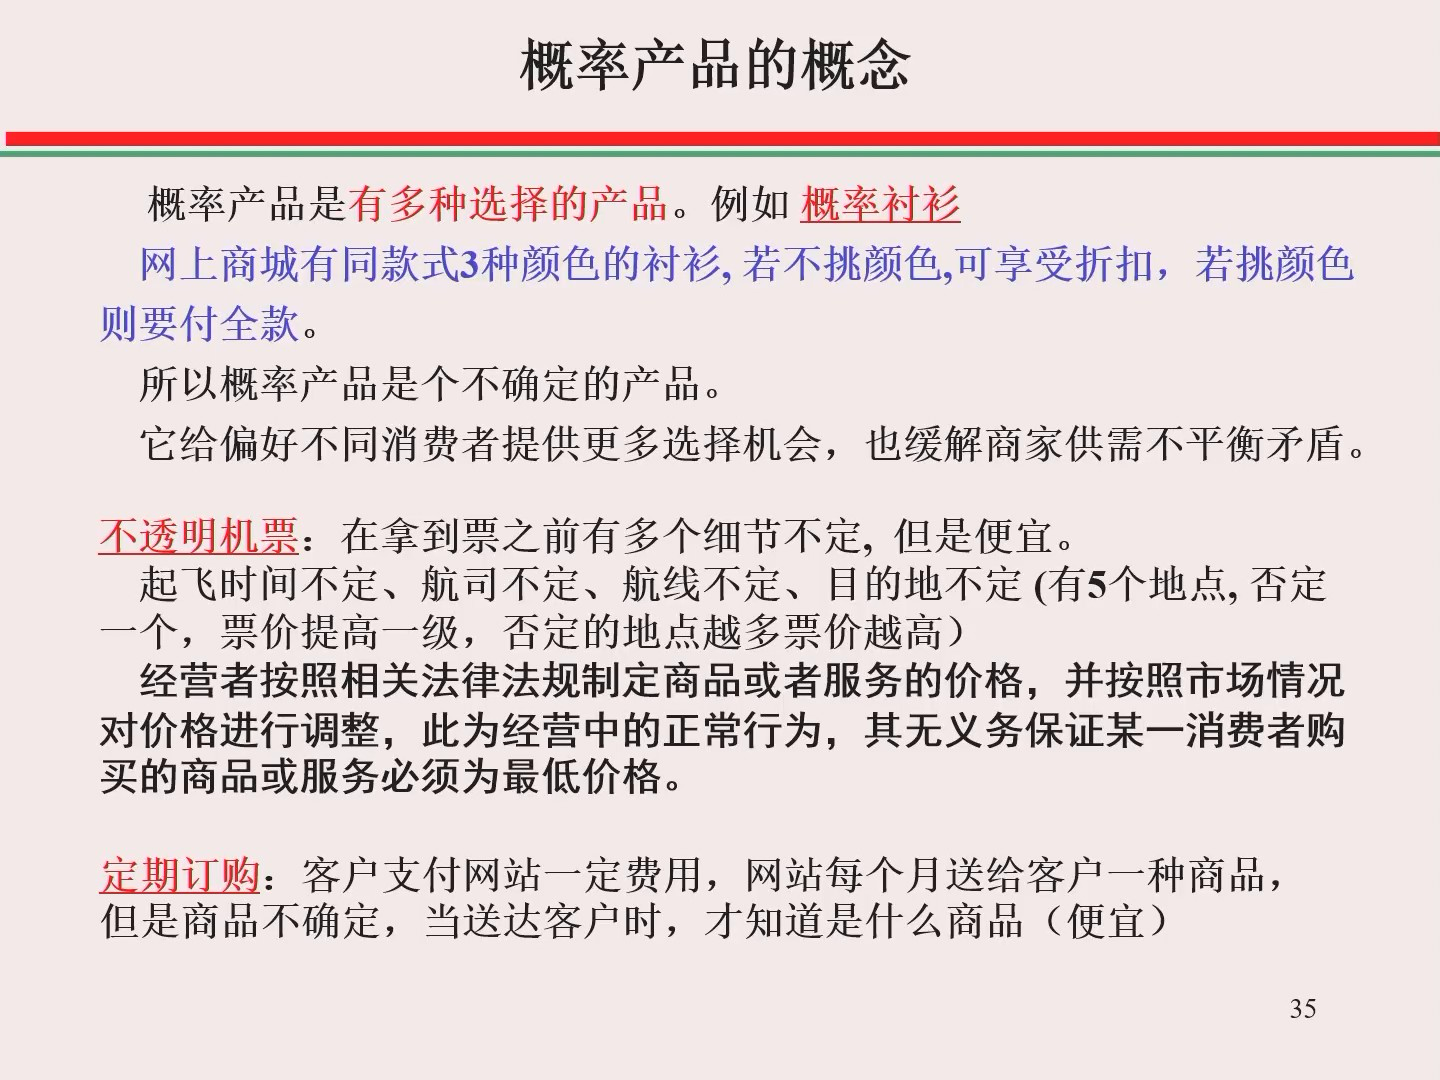 概率产品的概念
概率产品是有多种选择的产品。例如 概率衬衫
网上商城有同款式3种颜色的衬衫, 若不挑颜色,可享受折扣，若挑颜色
则要付全款。
所以概率产品是个不确定的产品。
它给偏好不同消费者提供更多选择机会，也缓解商家供需不平衡矛盾。
不透明机票：在拿到票之前有多个细节不定, 但是便宜。
起飞时间不定、航司不定、航线不定、目的地不定 (有5个地点, 否定
一个，票价提高一级，否定的地点越多票价越高）
经营者按照相关法律法规制定商品或者服务的价格，并按照市场情况
对价格进行调整，此为经营中的正常行为，其无义务保证某一消费者购
买的商品或服务必须为最低价格。
定期订购：客户支付网站一定费用，网站每个月送给客户一种商品，
但是商品不确定，当送达客户时，才知道是什么商品（便宜）
35